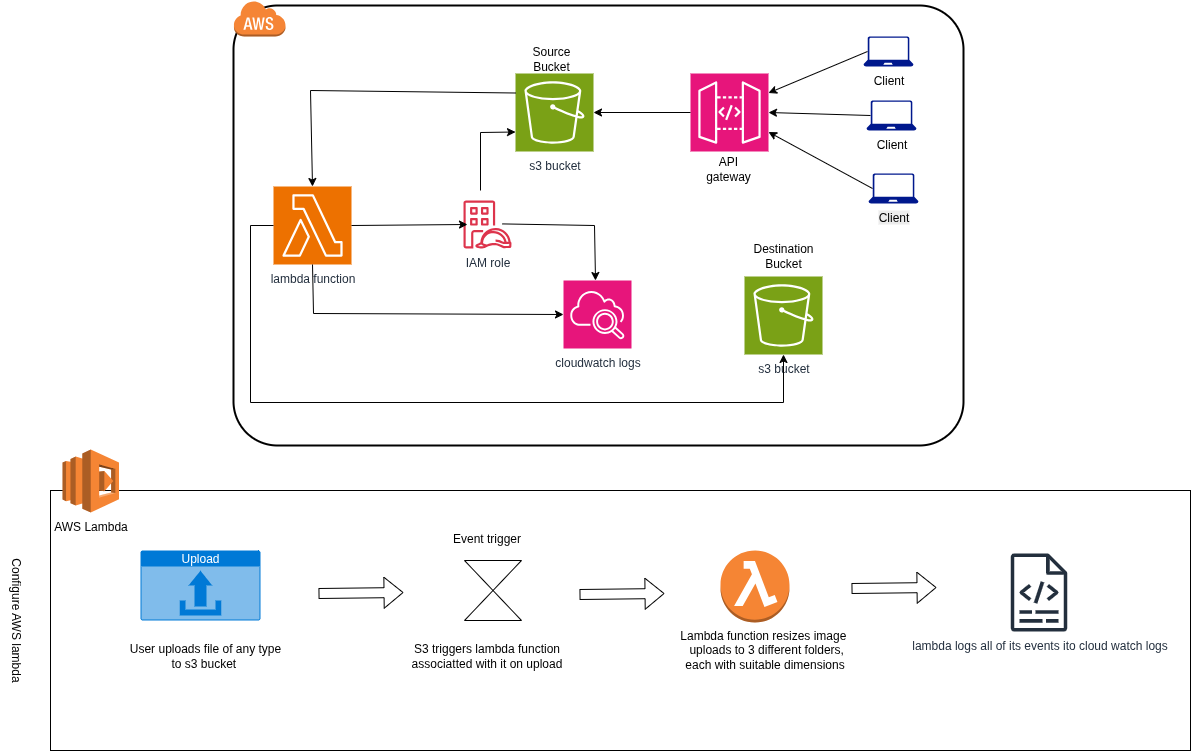 AWS
Source
Bucket
s3 bucket
API
gateway
Client
Client
Client
lambda function
IAM role
cloudwatch logs
Destination
Bucket
s3 bucket
AWS Lambda
Configure AWS lambda
Upload
User uploads file of any type
to s3 bucket
Event trigger
S3 triggers lambda function
associatted with it on upload
Lambda function resizes image
uploads to 3 different folders,
each with suitable dimensions
lambda logs all of its events ito cloud watch logs